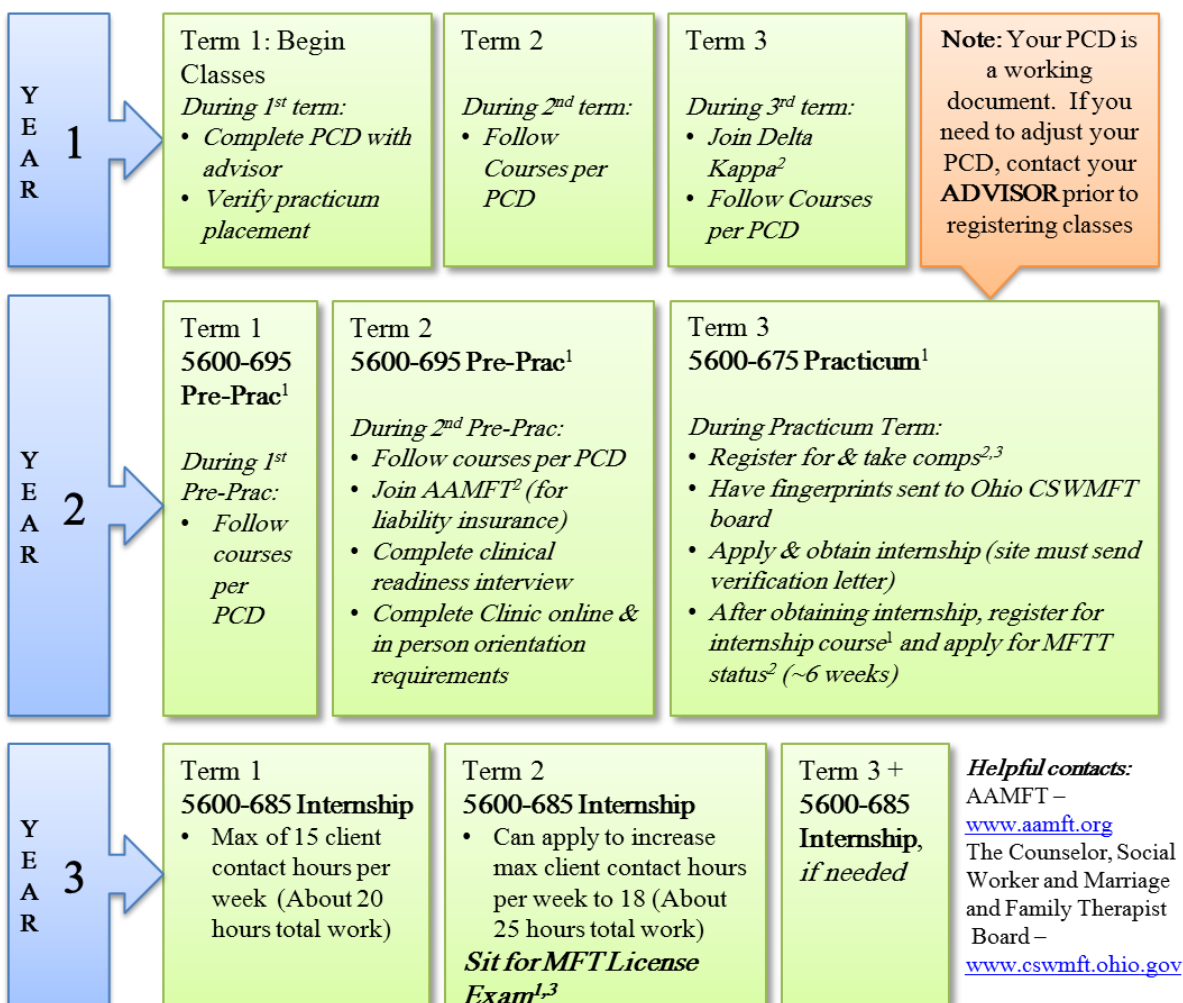 YEAR 1
Term 1: Begin
Classes
During 1st term:
• Complete PCD with
advisor
• Verify practicum
placement
Term 2
During 2nd term:
• Follow
Courses per
PCD
Term 3
During 3rd term:
• Join Delta
Kappa2
• Follow Courses
per PCD
Note: Your PCD is
a working
document. If you
need to adjust your
PCD, contact your
ADVISOR prior to
registering classes
YEAR 2
Term 1
5600-695
Pre-Prac1
During 1st
Pre-Prac:
• Follow
courses
per
PCD
Term 2
5600-695 Pre-Prac1
During 2nd Pre-Prac:
• Follow courses per PCD
• Join AAMFT2 (for
liability insurance)
• Complete clinical
readiness interview
• Complete Clinic online &
in person orientation
requirements
Term 3
5600-675 Practicum1
During Practicum Term:
• Register for & take comps2,3
• Have fingerprints sent to Ohio CSWMFT
board
• Apply & obtain internship (site must send
verification letter)
• After obtaining internship, register for
internship course1 and apply for MFTT
status2 (~6 weeks)
YEAR 3
Term 1
5600-685 Internship
• Max of 15 client
contact hours per
week (About 20
hours total work)
Term 2
5600-685 Internship
• Can apply to increase
max client contact hours
per week to 18 (About
25 hours total work)
Sit for MFT License
Exam1,3
Term 3 +
5600-685
Internship,
if needed
Helpful contacts:
AAMFT –
www.aamft.org
The Counselor, Social
Worker and Marriage
and Family Therapist
Board –
www.cswmft.ohio.gov